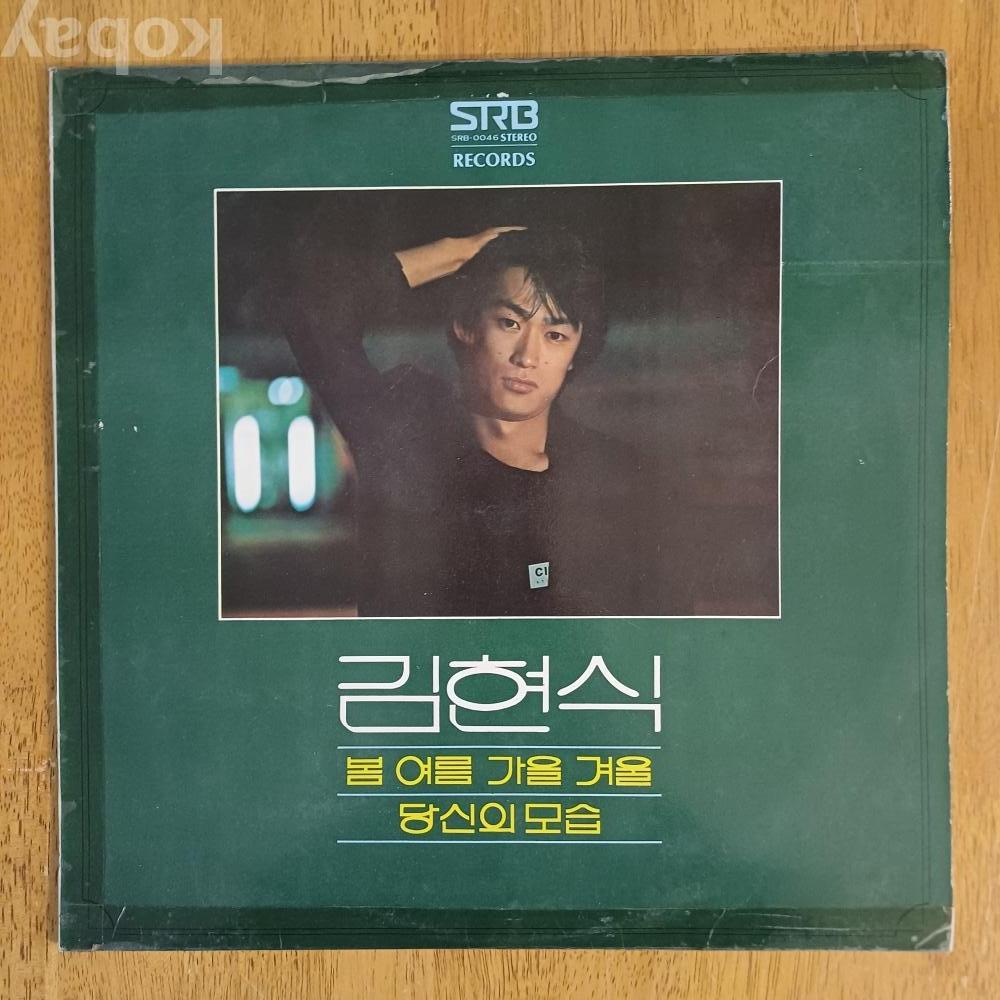 kobay
SRB
SRB-0046 STEREO
RECORDS
C1
김현식
봄 여름 가을 겨울
당신의 모습